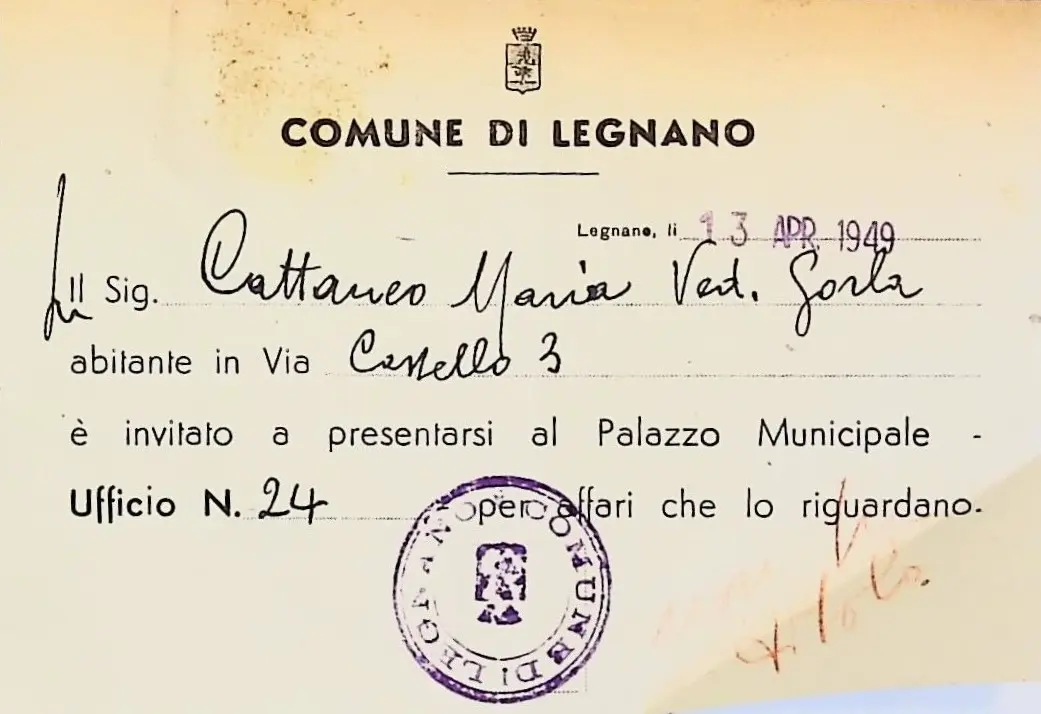 COMUNE DI LEGNANO
Legnano, li 13 APR. 1949
Il Sig. Cattaneo Maria Ved. Gorla
abitante in Via Castello 3
è invitato a presentarsi al Palazzo Municipale -
Ufficio N. 24 per affari che lo riguardano.
COMUNE DI LEGNANO